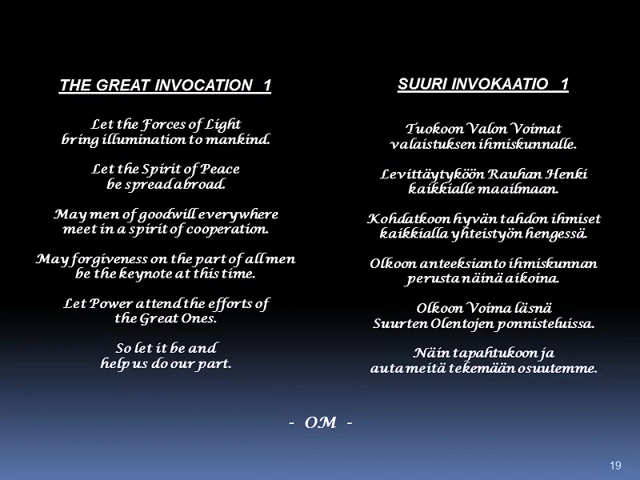 THE GREAT INVOCATION 1
Let the Forces of Light
bring illumination to mankind.
Let the Spirit of Peace
be spread abroad.
May men of goodwill everywhere
meet in a spirit of cooperation.
May forgiveness on the part of all men
be the keynote at this time.
Let Power attend the efforts of
the Great Ones.
So let it be and
help us do our part.
SUURI INVOKAATIO 1
Tuokoon Valon Voimat
valaistuksen ihmiskunnalle.
Levittäytyköön Rauhan Henki
kaikkialle maailmaan.
Kohdatkoon hyvän tahdon ihmiset
kaikkialla yhteistyön hengessä.
Olkoon anteeksianto ihmiskunnan
perusta näinä aikoina.
Olkoon Voima läsnä
Suurten Olentojen ponnisteluissa.
Näin tapahtukoon ja
auta meitä tekemään osuutemme.
- OM -
19